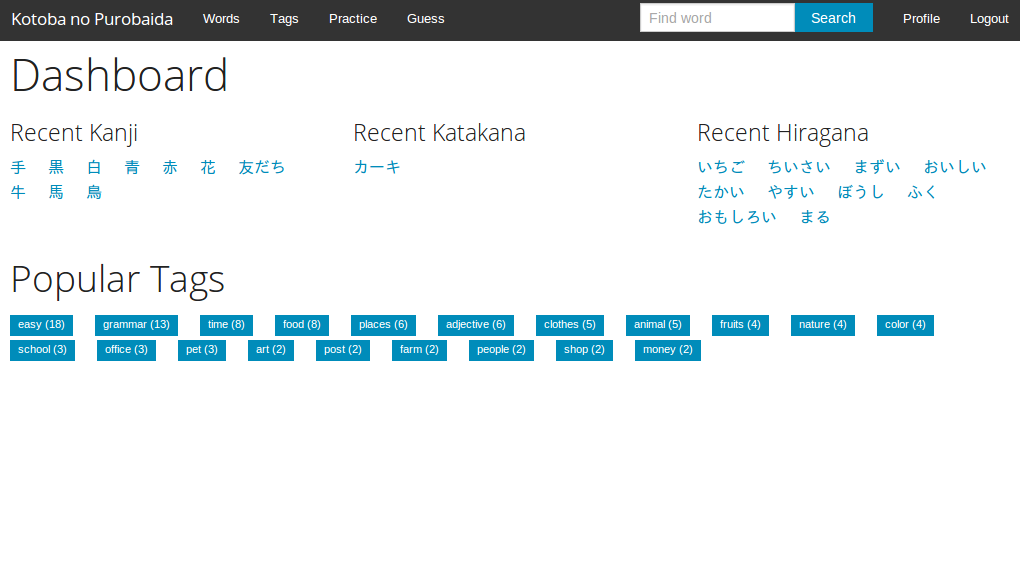 Kotoba no Purobaida Words Tags Practice Guess Find word Search Profile Logout
Dashboard
Recent Kanji
手 黒 白 青 赤 花 友だち
牛 馬 鳥
Recent Katakana
カーキ
Recent Hiragana
いちご ちいさい まずい おいしい
たかい やすい ぼうし ふく
おもしろい まる
Popular Tags
easy (18) grammar (13) time (8) food (8) places (6) adjective (6) clothes (5) animal (5) fruits (4) nature (4) color (4)
school (3) office (3) pet (3) art (2) post (2) farm (2) people (2) shop (2) money (2)